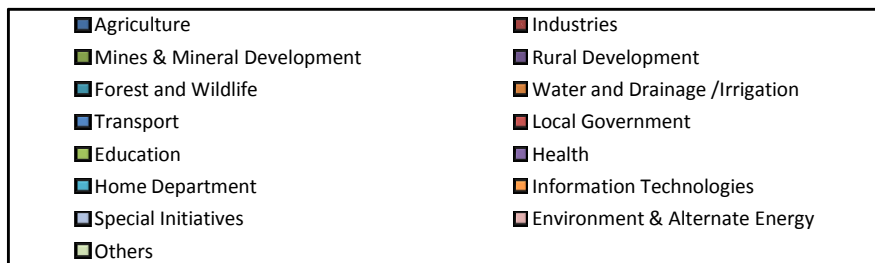 Agriculture
Industries
Mines & Mineral Development
Rural Development
Forest and Wildlife
Water and Drainage /Irrigation
Transport
Local Government
Education
Health
Home Department
Information Technologies
Special Initiatives
Environment & Alternate Energy
Others